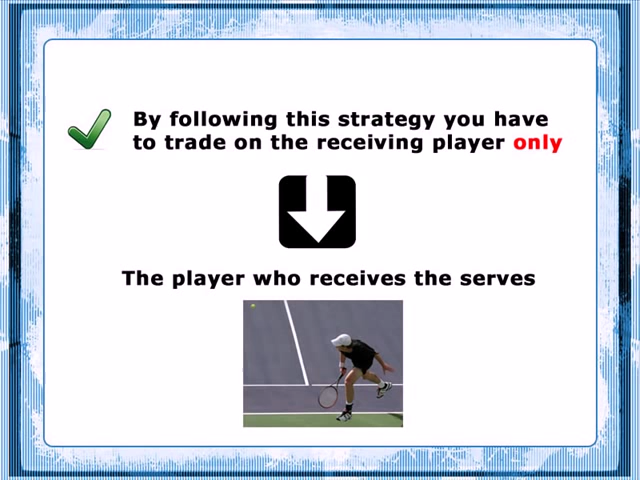 By following this strategy you have
to trade on the receiving player only
The player who receives the serves